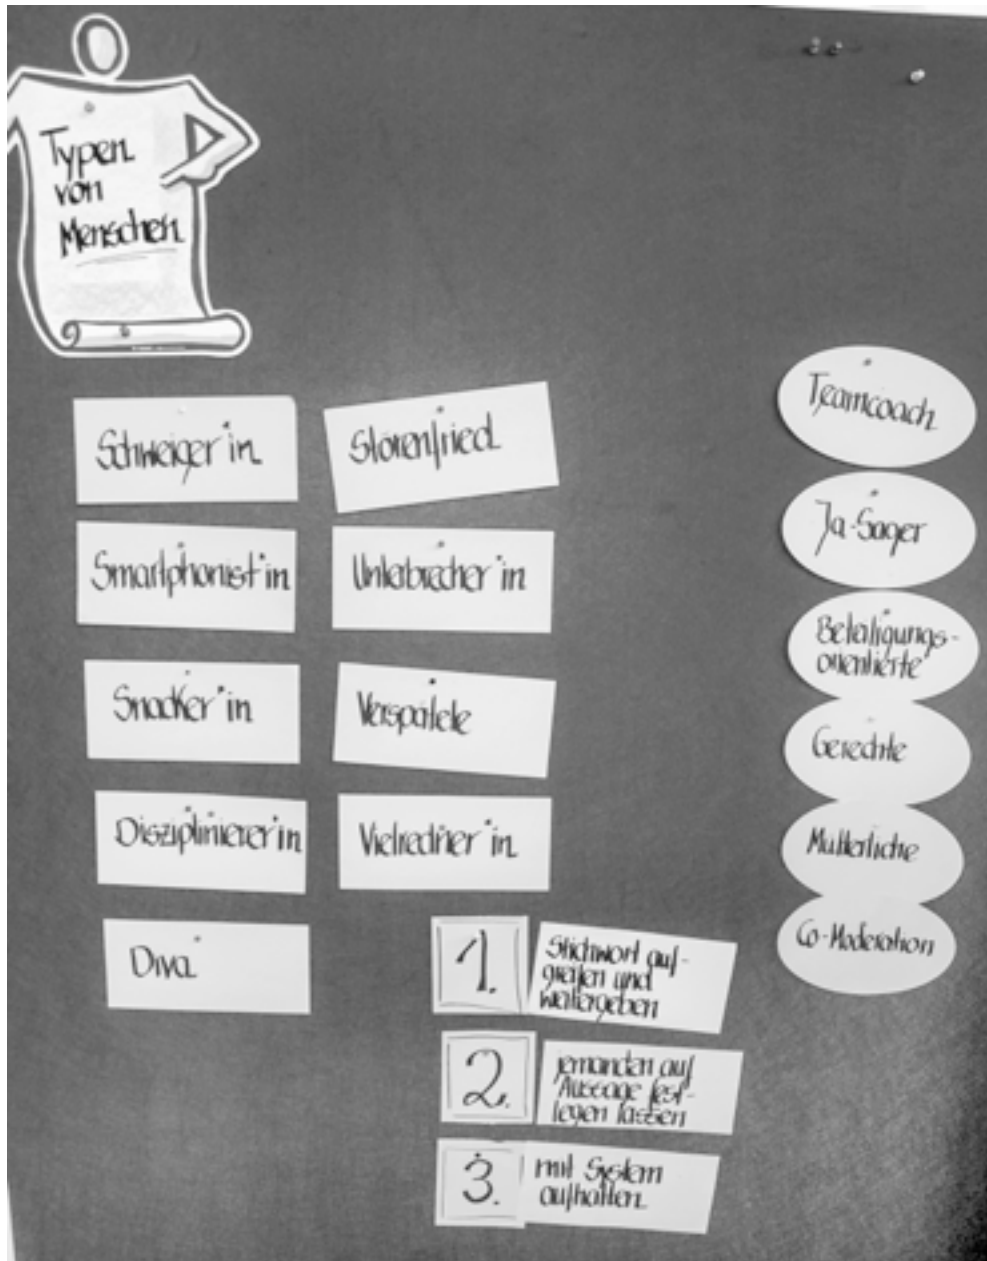 Typen
von
Menschen
Schweiger*in
Störenfried
Smartphonist*in
Unterbrecher*in
Snacker*in
Verspätete
Disziplinierer*in
Vielredner*in
Diva
1.
Stichwort auf-
greifen und
weitergeben
2.
jemanden auf
Aussage fest-
legen lassen
3.
mit System
aufhalten
Teamcoach
Ja-Sager
Beteiligungs-
orientierte
Gerechte
Mütterliche
Co-Moderation